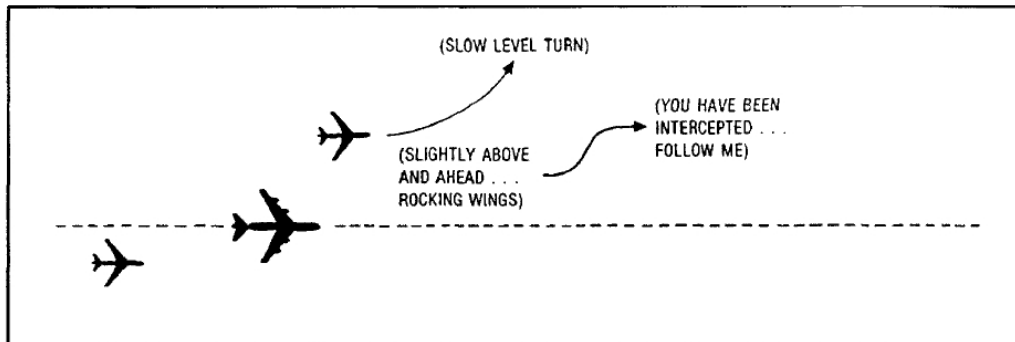 (SLOW LEVEL TURN)
(YOU HAVE BEEN
INTERCEPTED . . .
FOLLOW ME)
(SLIGHTLY ABOVE
AND AHEAD . . .
ROCKING WINGS)